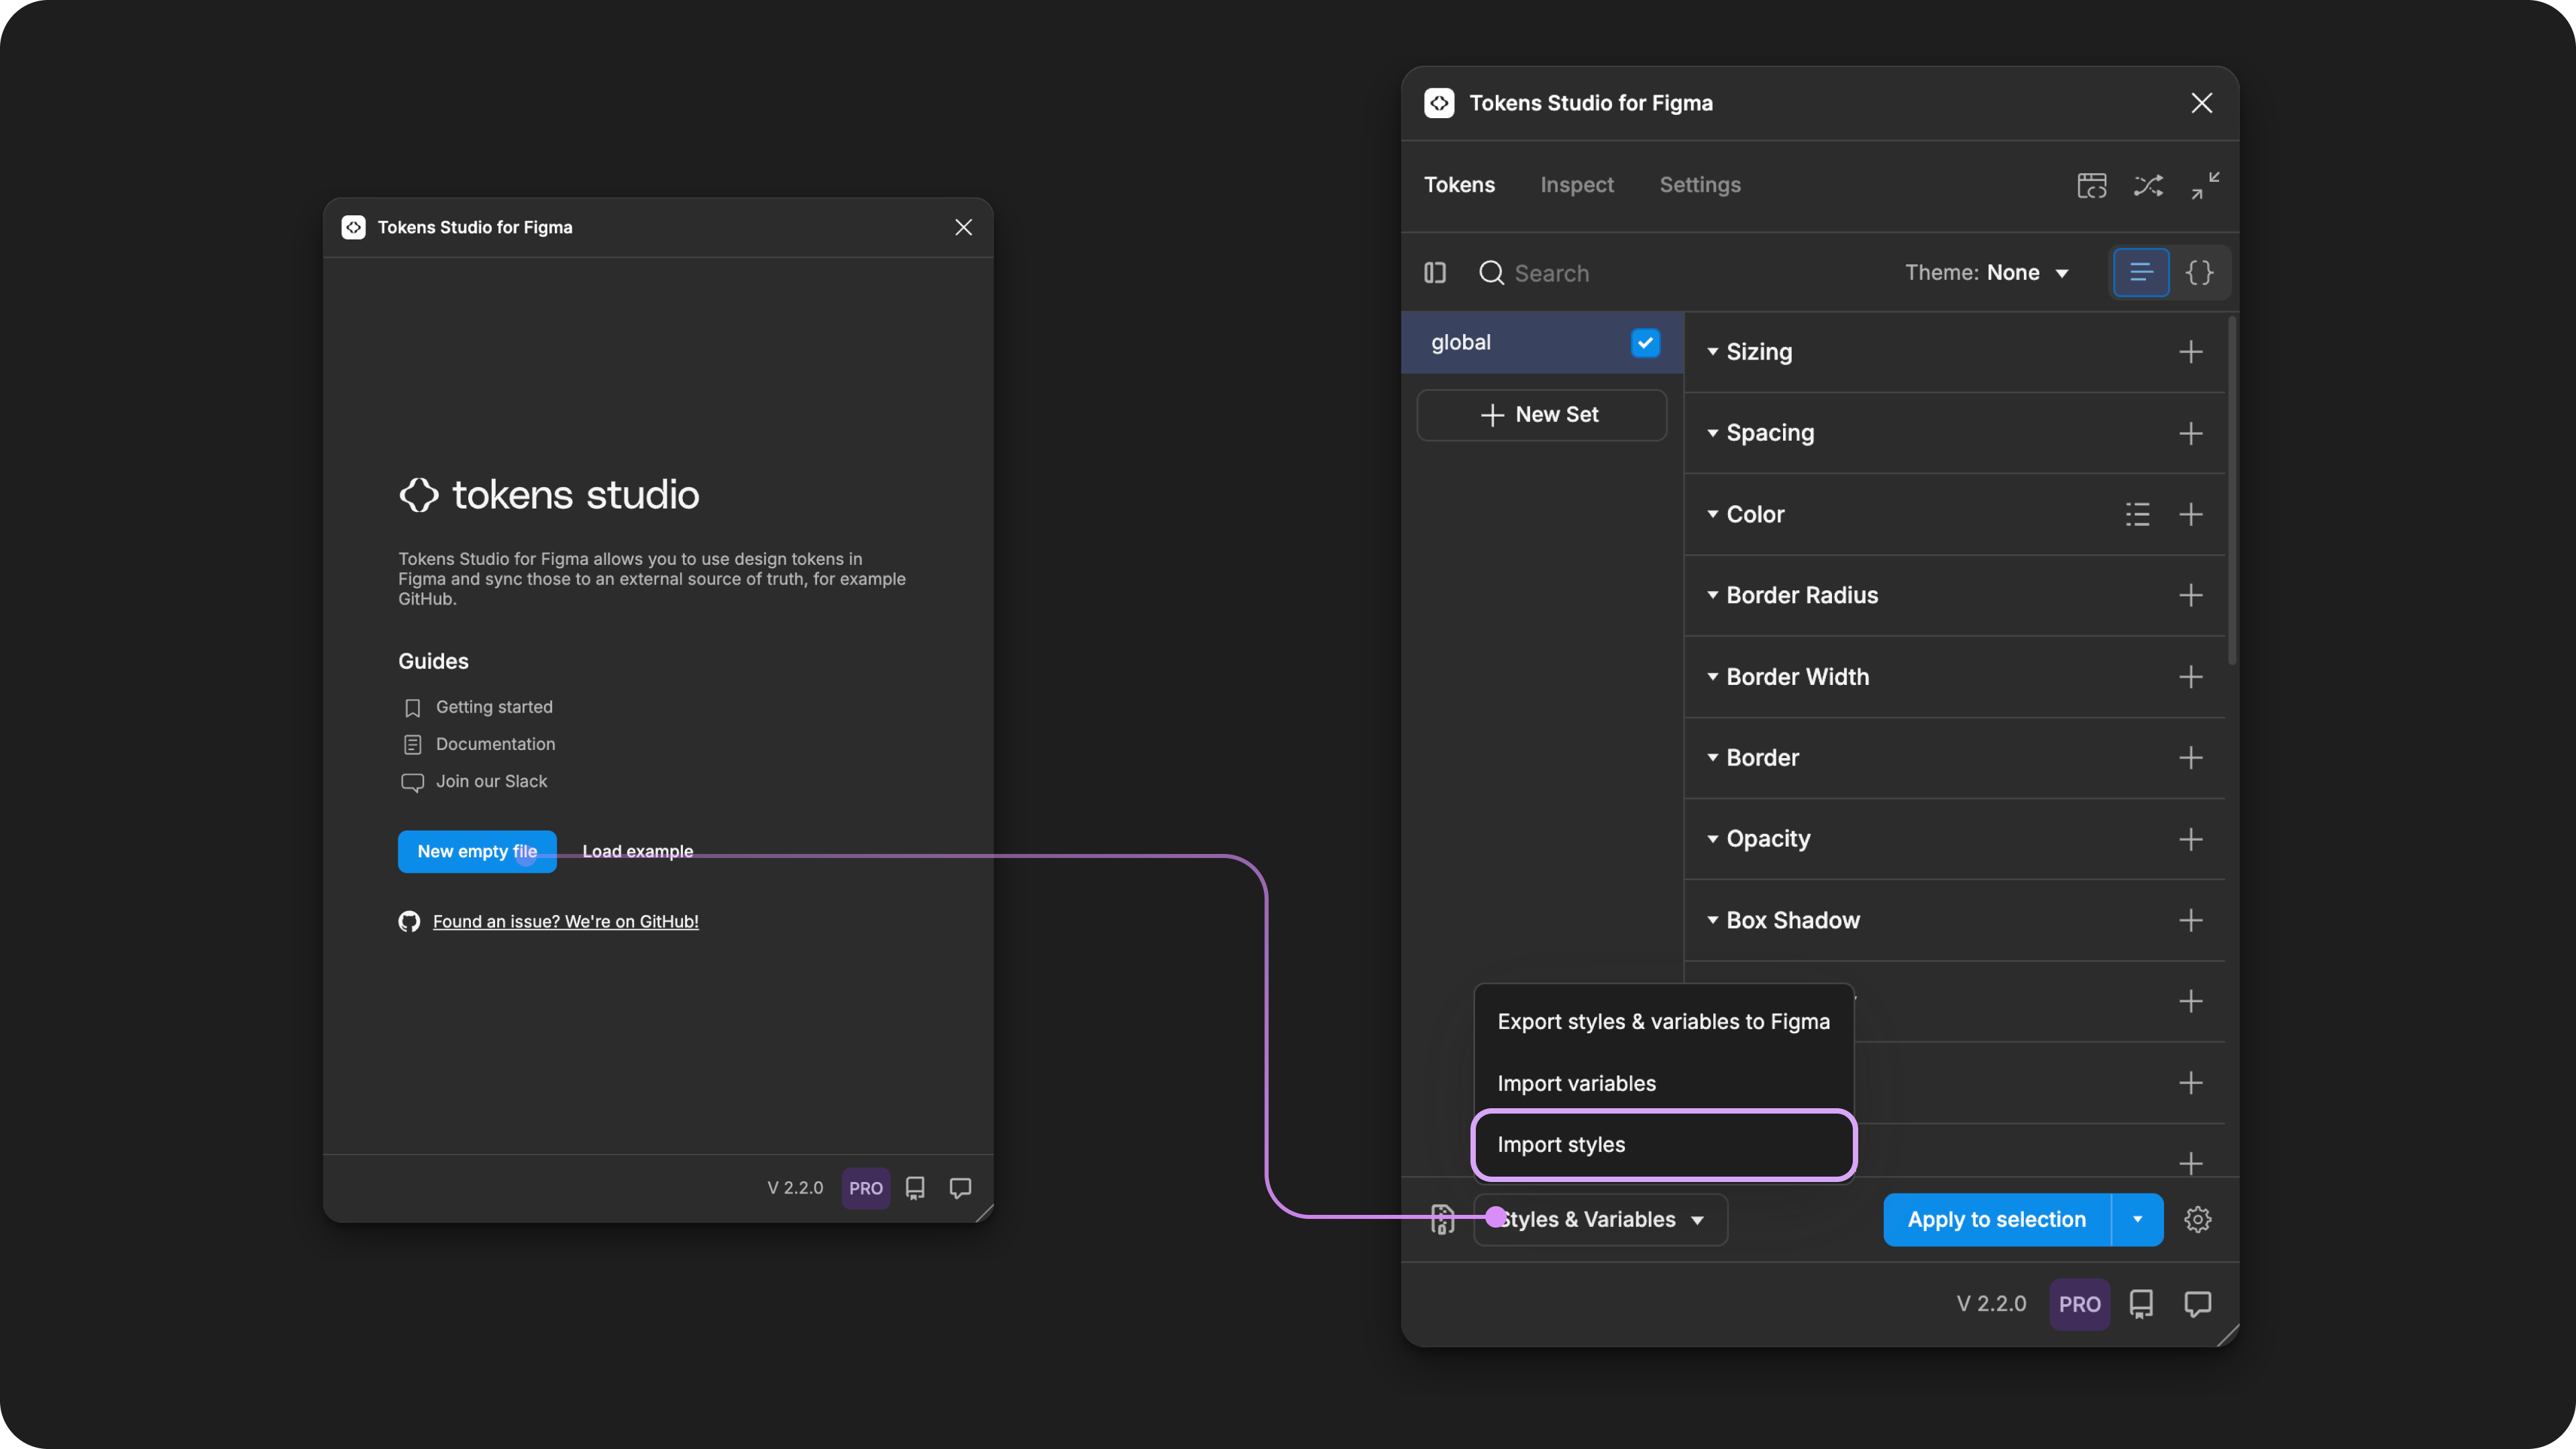 Tokens Studio for Figma
tokens studio
Tokens Studio for Figma allows you to use design tokens in
Figma and sync those to an external source of truth, for example
GitHub.
Guides
Getting started
Documentation
Join our Slack
New empty file
Load example
Found an issue? We're on GitHub!
V 2.2.0
PRO
Tokens Studio for Figma
Tokens
Inspect
Settings
Search
Theme: None
global
New Set
Sizing
Spacing
Color
Border Radius
Border Width
Border
Opacity
Box Shadow
Export styles & variables to Figma
Import variables
Import styles
Styles & Variables
Apply to selection
V 2.2.0
PRO